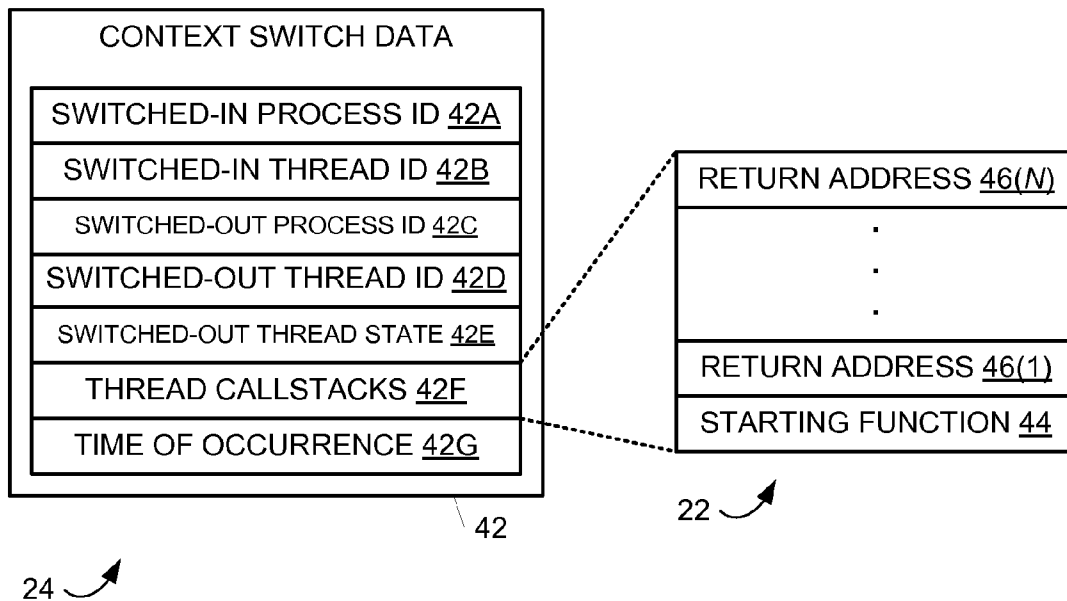 CONTEXT SWITCH DATA
SWITCHED-IN PROCESS ID 42A
SWITCHED-IN THREAD ID 42B
SWITCHED-OUT PROCESS ID 42C
SWITCHED-OUT THREAD ID 42D
SWITCHED-OUT THREAD STATE 42E
THREAD CALLSTACKS 42F
TIME OF OCCURRENCE 42G
42
24
RETURN ADDRESS 46(N)
.
.
.
RETURN ADDRESS 46(1)
STARTING FUNCTION 44
22